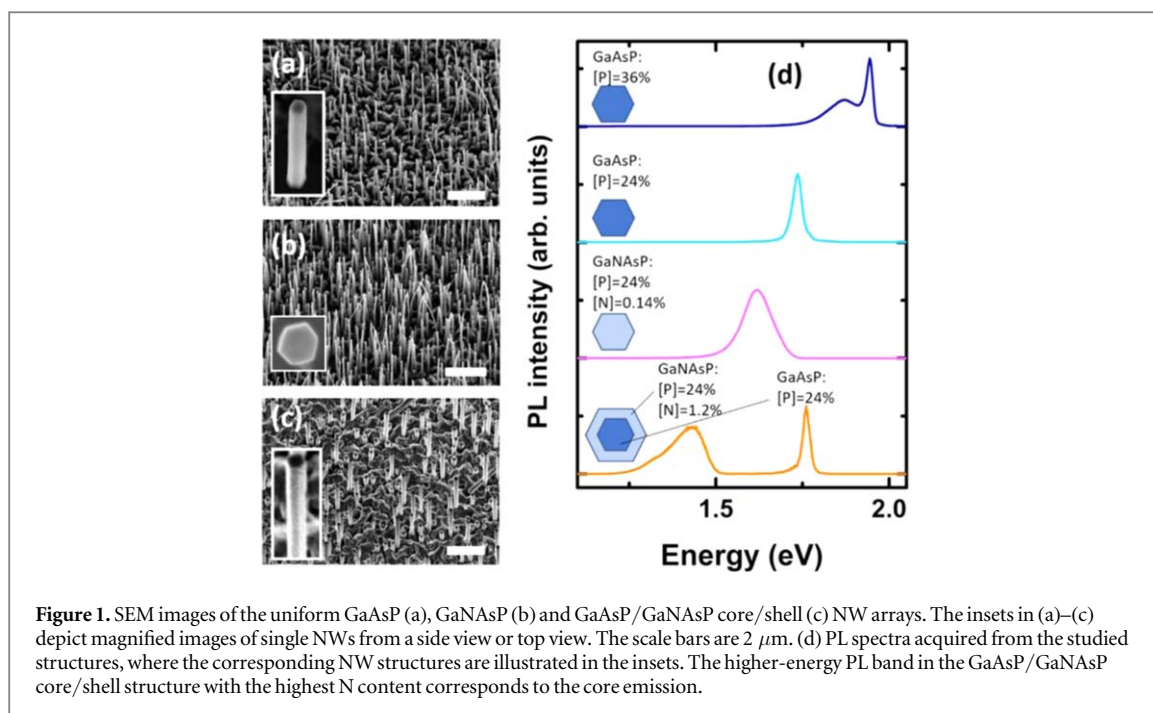 (a)
(b)
(c)
(d)
GaAsP:
[P]=36%
GaAsP:
[P]=24%
GaNAsP:
[P]=24%
[N]=0.14%
GaNAsP:
[P]=24%
[N]=1.2%
GaAsP:
[P]=24%
PL intensity (arb. units)
1.5
2.0
Energy (eV)
Figure 1. SEM images of the uniform GaAsP (a), GaNAsP (b) and GaAsP/GaNAsP core/shell (c) NW arrays. The insets in (a)–(c)
depict magnified images of single NWs from a side view or top view. The scale bars are 2 μm. (d) PL spectra acquired from the studied
structures, where the corresponding NW structures are illustrated in the insets. The higher-energy PL band in the GaAsP/GaNAsP
core/shell structure with the highest N content corresponds to the core emission.